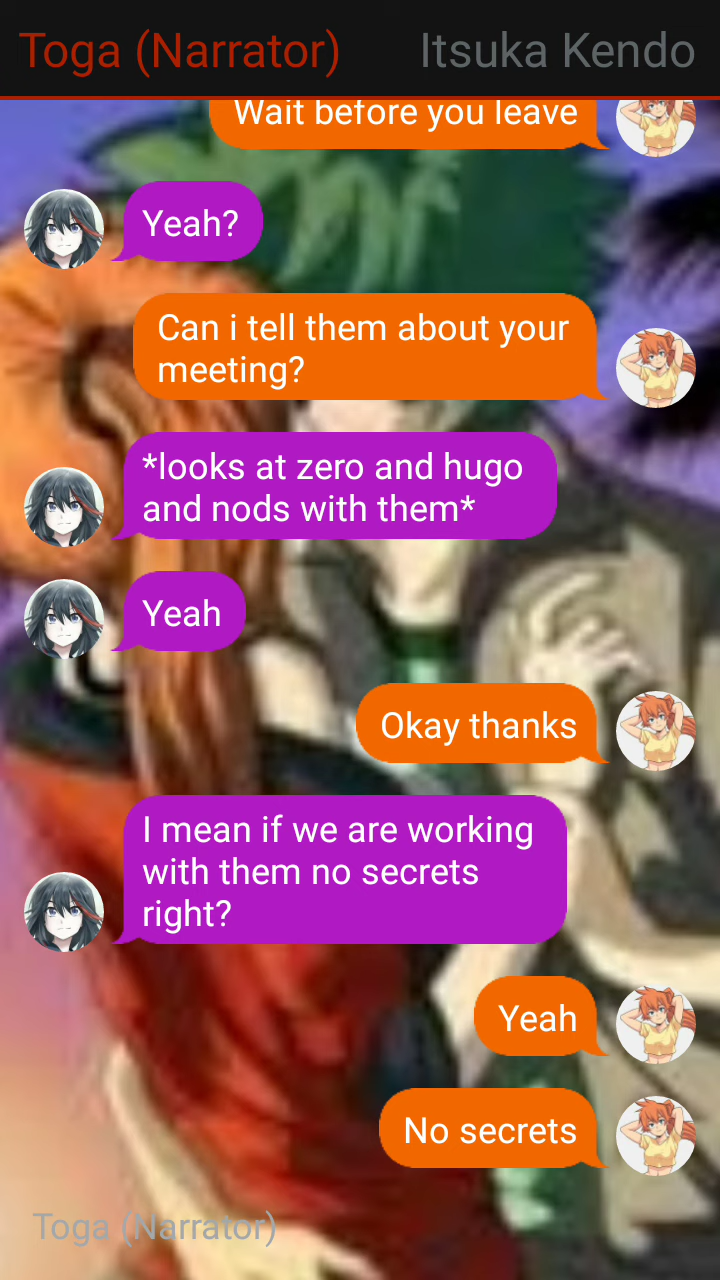 Toga (Narrator) Itsuka Kendo
Wait before you leave
Yeah?
Can i tell them about your
meeting?
*looks at zero and hugo
and nods with them*
Yeah
Okay thanks
I mean if we are working
with them no secrets
right?
Yeah
No secrets
Toga (Narrator)